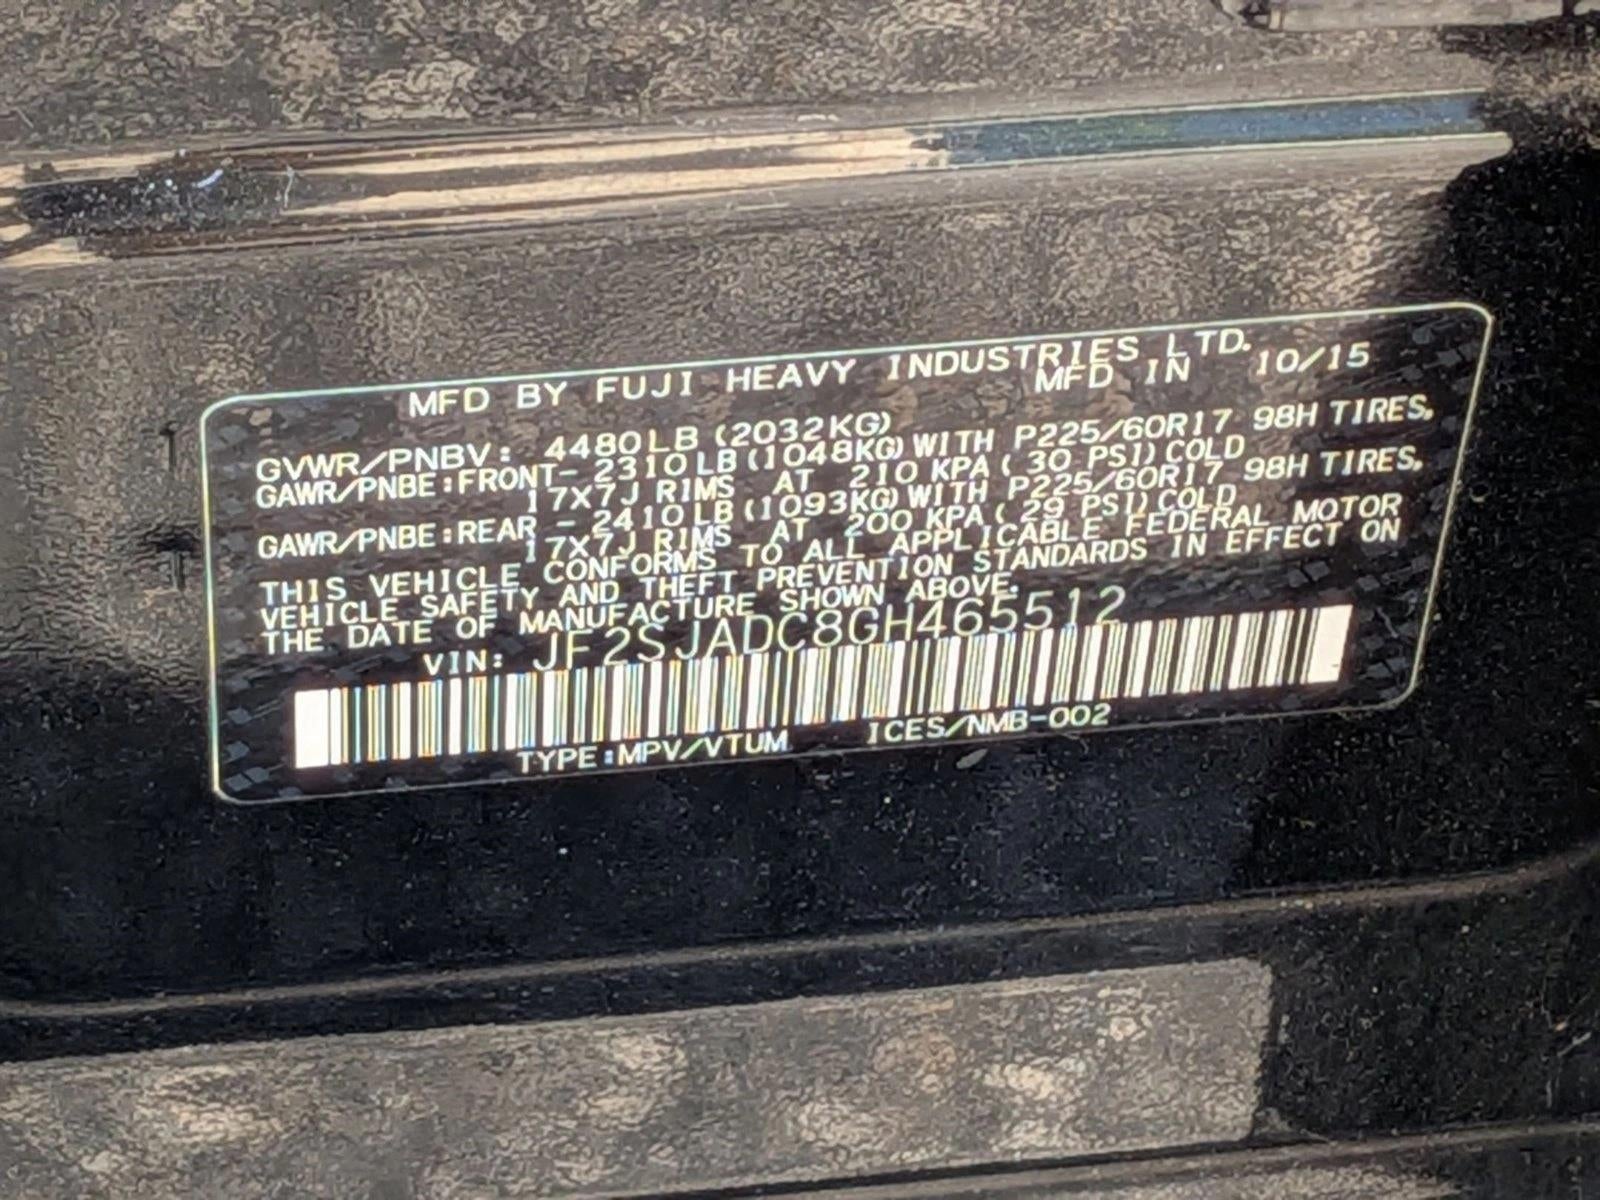 MFD BY FUJI HEAVY INDUSTRIES LTD.
MFD IN 10/15
GVWR/PNBV: 4480LB (2032KG)
GAWR/PNBE:FRONT- 2310LB (1048KG) WITH P225/60R17 98H TIRES,
17X7J RIMS AT 210 KPA ( 30 PSI) COLD
GAWR/PNBE:REAR - 2410LB (1093KG) WITH P225/60R17 98H TIRES,
17X7J RIMS AT 200 KPA ( 29 PSI) COLD
THIS VEHICLE CONFORMS TO ALL APPLICABLE FEDERAL MOTOR
VEHICLE SAFETY AND THEFT PREVENTION STANDARDS IN EFFECT ON
THE DATE OF MANUFACTURE SHOWN ABOVE.
VIN: JF2SJADC8GH465512
TYPE:MPV/VTUM ICES/NMB-002